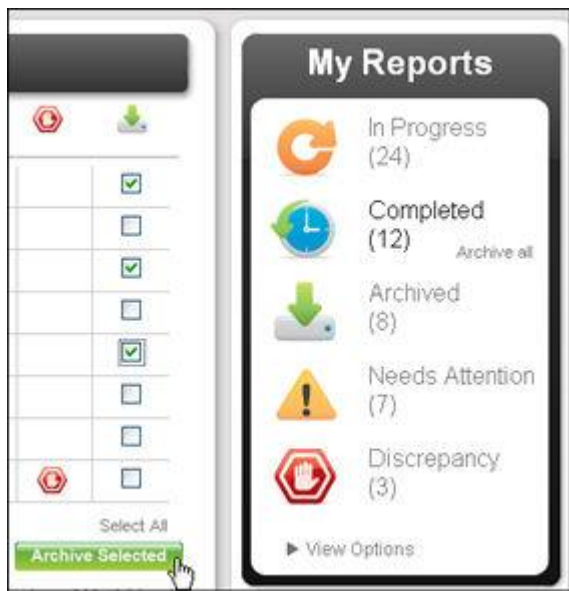 Select All
Archive Selected
My Reports
In Progress
(24)
Completed
(12)
Archive all
Archived
(8)
Needs Attention
(7)
Discrepancy
(3)
View Options